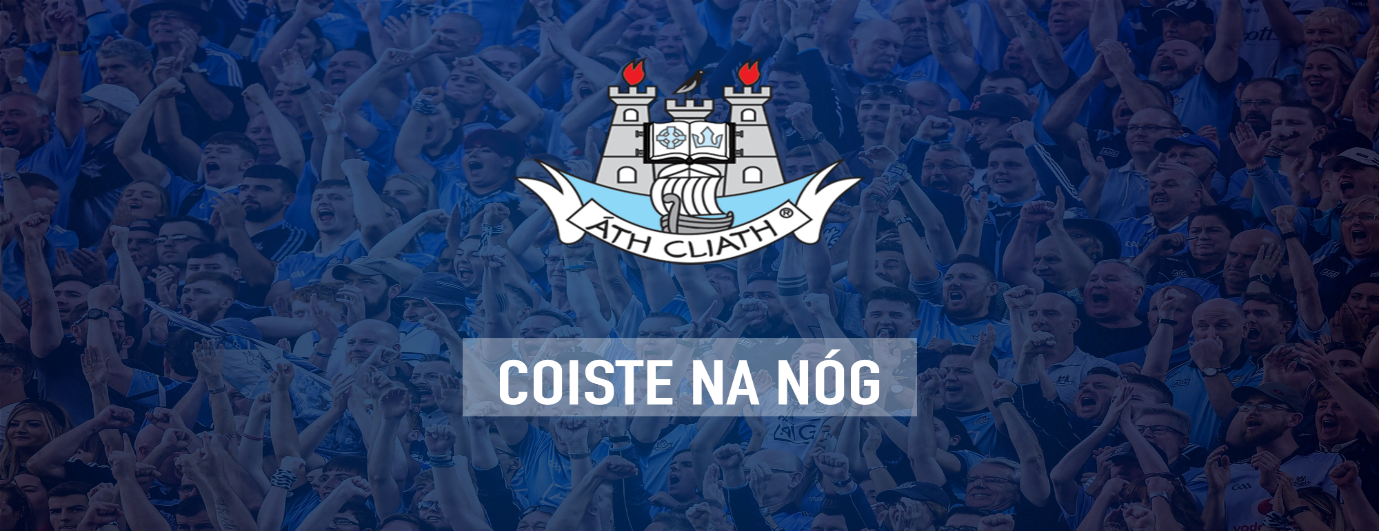 ÁTH CLIATH ®
COISTE NA NÓG